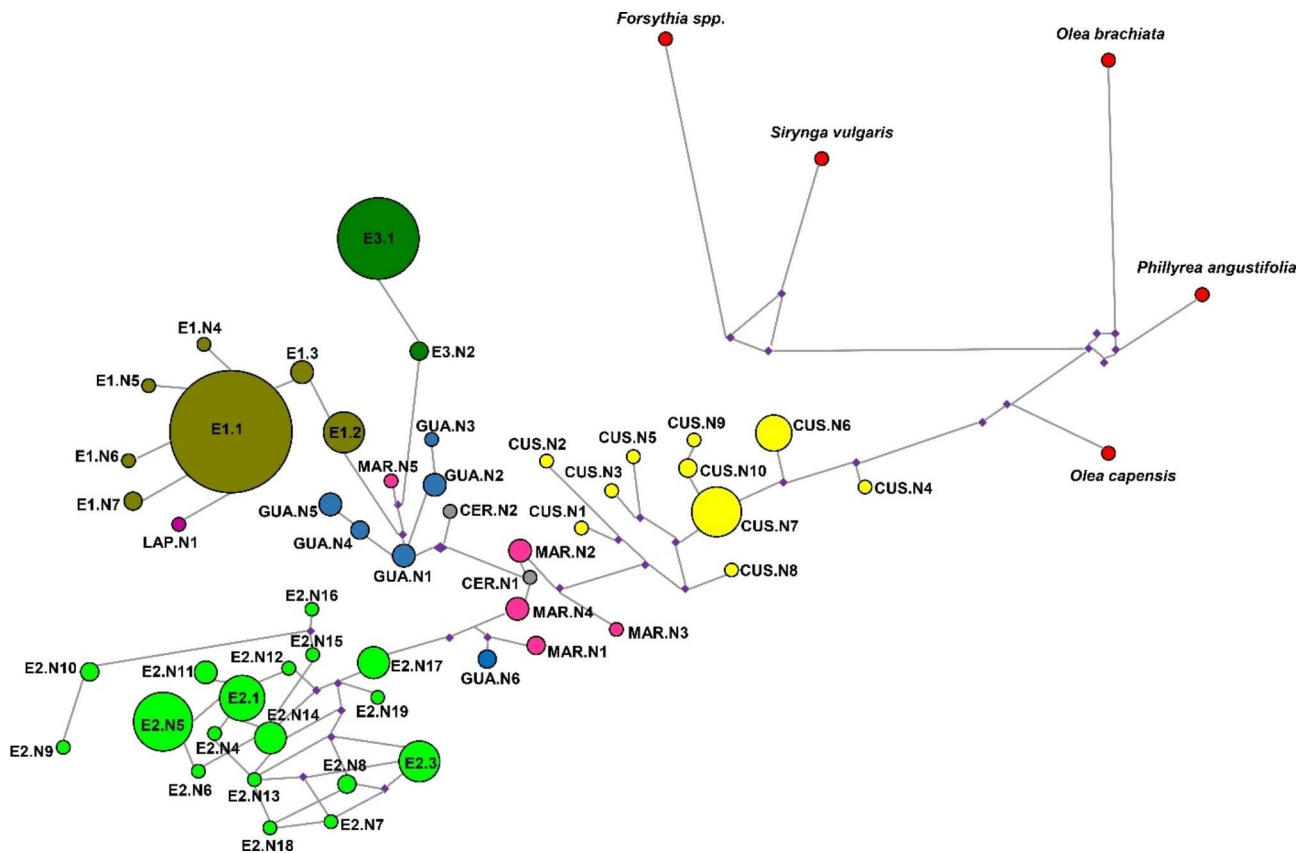 Forsythia spp.
Olea brachiata
Sirynga vulgaris
E3.1
Phillyrea angustifolia
E1.N4
E1.3
E3.N2
E1.N5
E1.1
E1.2
GUA.N3
CUS.N9
CUS.N6
CUS.N2
CUS.N5
E1.N6
MAR.N5
GUA.N2
CUS.N3
CUS.N10
Olea capensis
E1.N7
CUS.N4
GUA.N5
CER.N2
CUS.N7
LAP.N1
GUA.N4
CUS.N1
MAR.N2
GUA.N1
CER.N1
CUS.N8
E2.N16
MAR.N4
MAR.N3
E2.N15
E2.N10
E2.N11
E2.N12
E2.N17
MAR.N1
GUA.N6
E2.1
E2.N14
E2.N19
E2.N5
E2.N4
E2.N9
E2.N8
E2.3
E2.N6
E2.N13
E2.N7
E2.N18